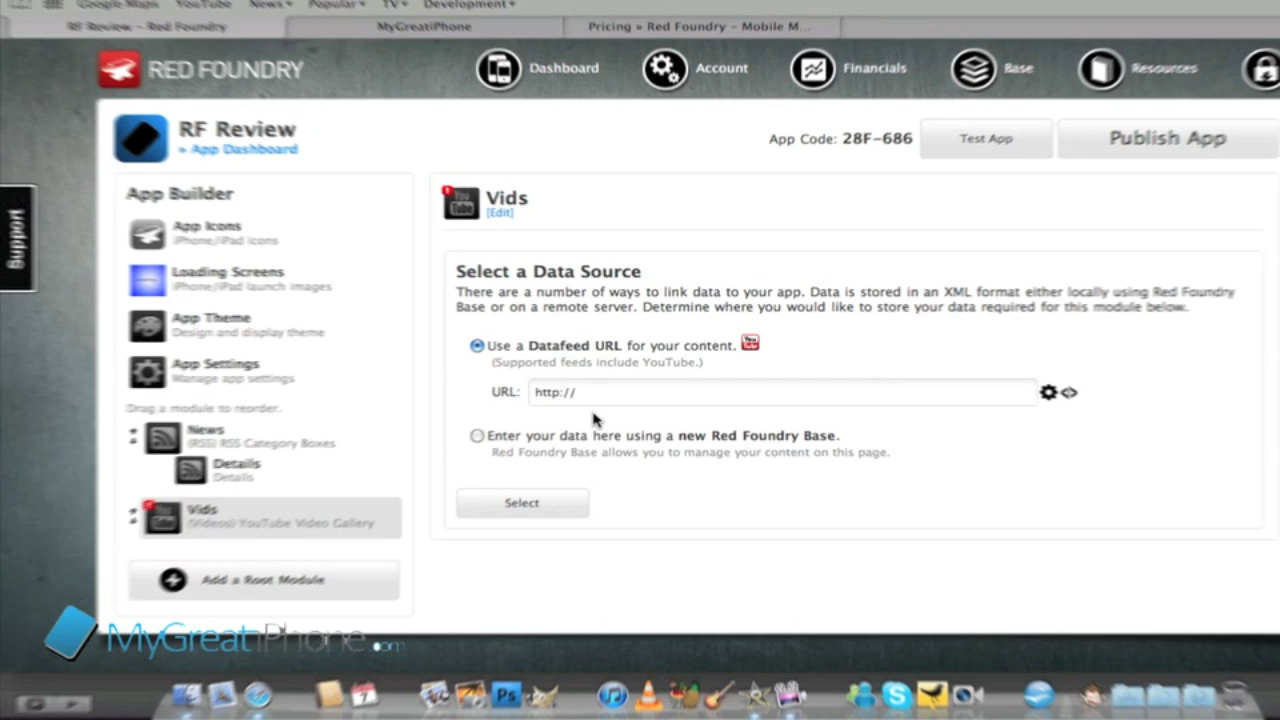 Google Maps YouTube News Popular TV Development
RF Review – Red Foundry MyGreatiPhone Pricing » Red Foundry – Mobile M...
RED FOUNDRY Dashboard Account Financials Base Resources
RF Review
» App Dashboard
App Code: 28F-686 Test App Publish App
Support
App Builder
App Icons
iPhone/iPad icons
Loading Screens
iPhone/iPad launch images
App Theme
Design and display theme
App Settings
Manage app settings
Drag a module to reorder.
News
(RSS) RSS Category Boxes
Details
Details
Vids
(Videos) YouTube Video Gallery
Add a Root Module
You Tube Vids
[Edit]
Select a Data Source
There are a number of ways to link data to your app. Data is stored in an XML format either locally using Red Foundry
Base or on a remote server. Determine where you would like to store your data required for this module below.
Use a Datafeed URL for your content.
(Supported feeds include YouTube.)
URL: http://
Enter your data here using a new Red Foundry Base.
Red Foundry Base allows you to manage your content on this page.
Select
MyGreatiPhone.com
Ps